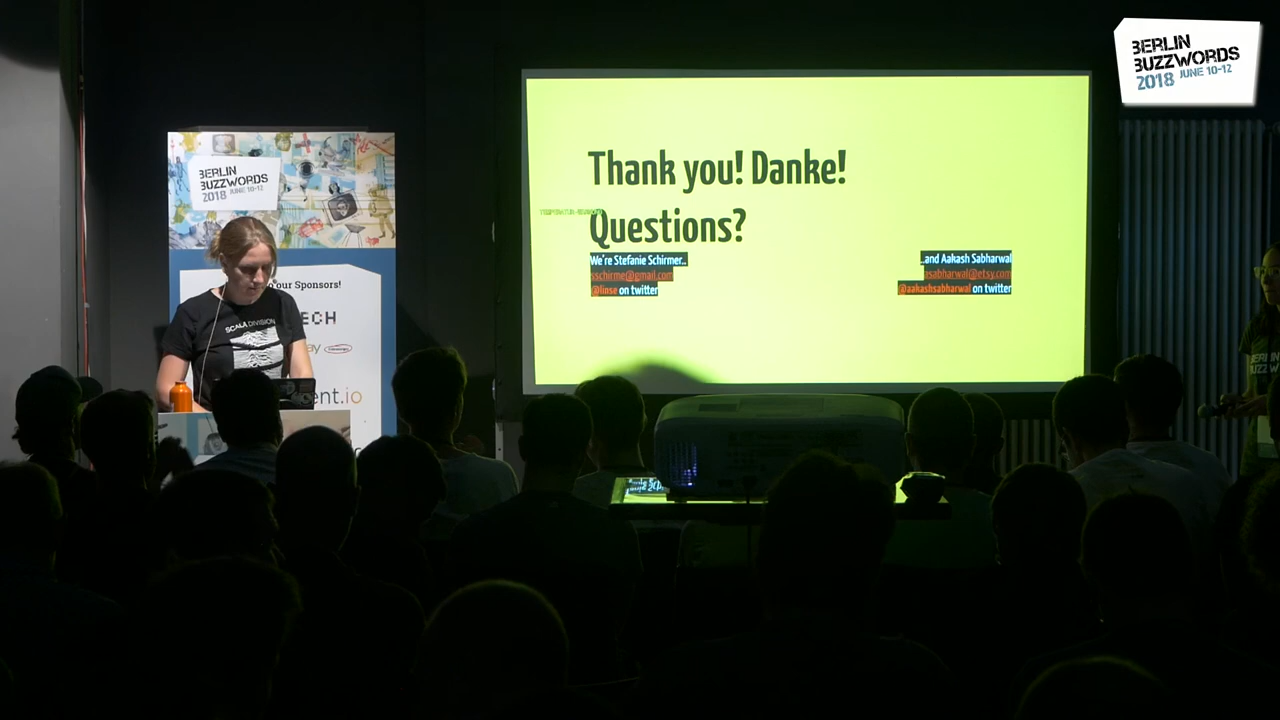 BERLIN
BUZZWORDS
2018 JUNE 10-12
BERLIN
BUZZWORDS
2018 JUNE 10-12
our Sponsors!
ECH
ent.io
SCALA DIVISION
Thank you! Danke!
Questions?
We're Stefanie Schirmer..
sschirme@gmail.com
@linse on twitter
..and Aakash Sabharwal
asabharwal@etsy.com
@aakashsabharwal on twitter